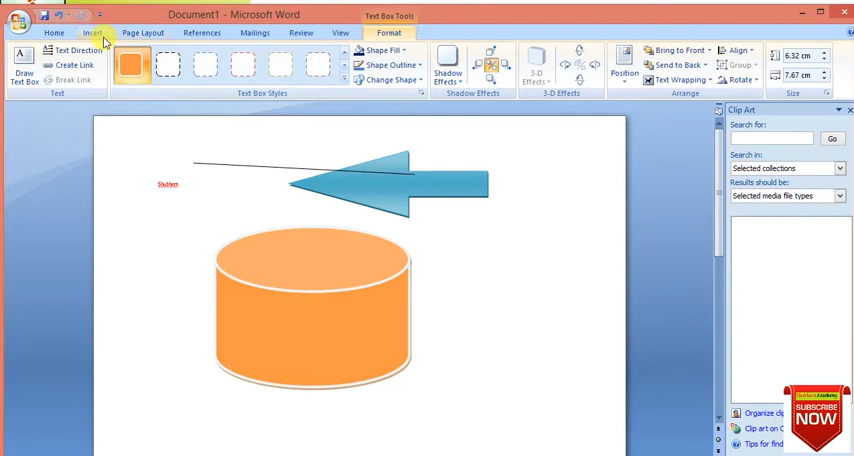 Document1 - Microsoft Word
Text Box Tools
Home Insert Page Layout References Mailings Review View Format
Draw
Text Box
Text Direction
Create Link
Break Link
Text
Text Box Styles
Shape Fill
Shape Outline
Change Shape
Shadow
Effects
Shadow Effects
3-D
Effects
3-D Effects
Position
Bring to Front
Send to Back
Text Wrapping
Align
Group
Rotate
Arrange
6.32 cm
7.67 cm
Size
Clip Art
Search for:
Go
Search in:
Selected collections
Results should be:
Selected media file types
Organize clip
Clip art on O
Tips for find
SUBSCRIBE
NOW